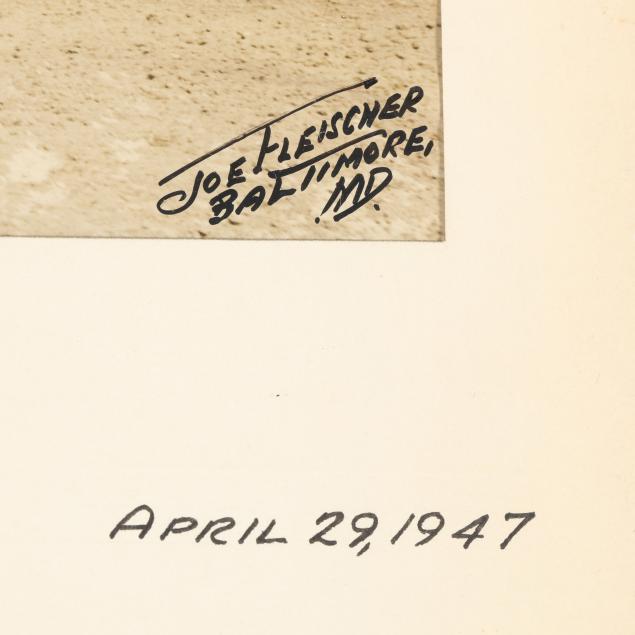 JOE FLEISCHER
BALTIMORE,
MD.
APRIL 29, 1947